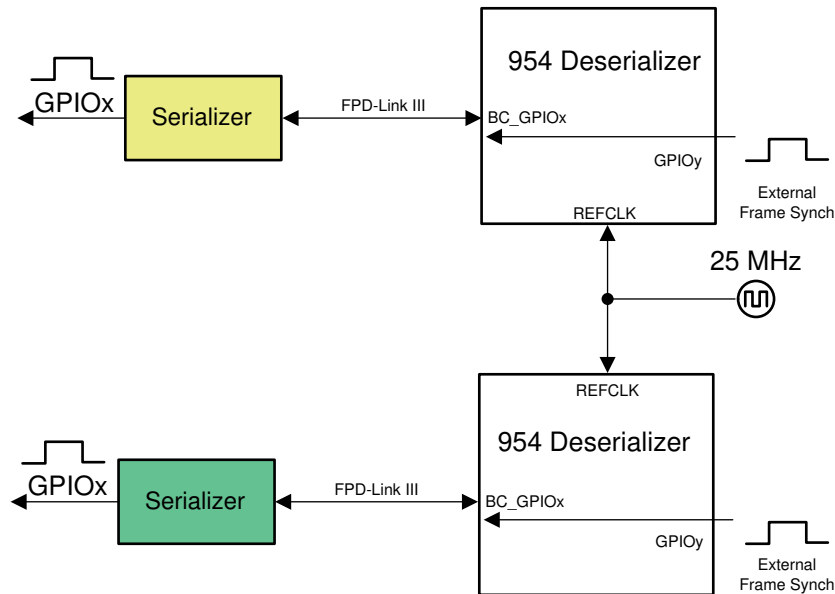 954 Deserializer
GPIOx
Serializer
FPD-Link III
BC_GPIOx
GPIOy
External
Frame Synch
REFCLK
25 MHz
REFCLK
954 Deserializer
GPIOx
Serializer
FPD-Link III
BC_GPIOx
GPIOy
External
Frame Synch